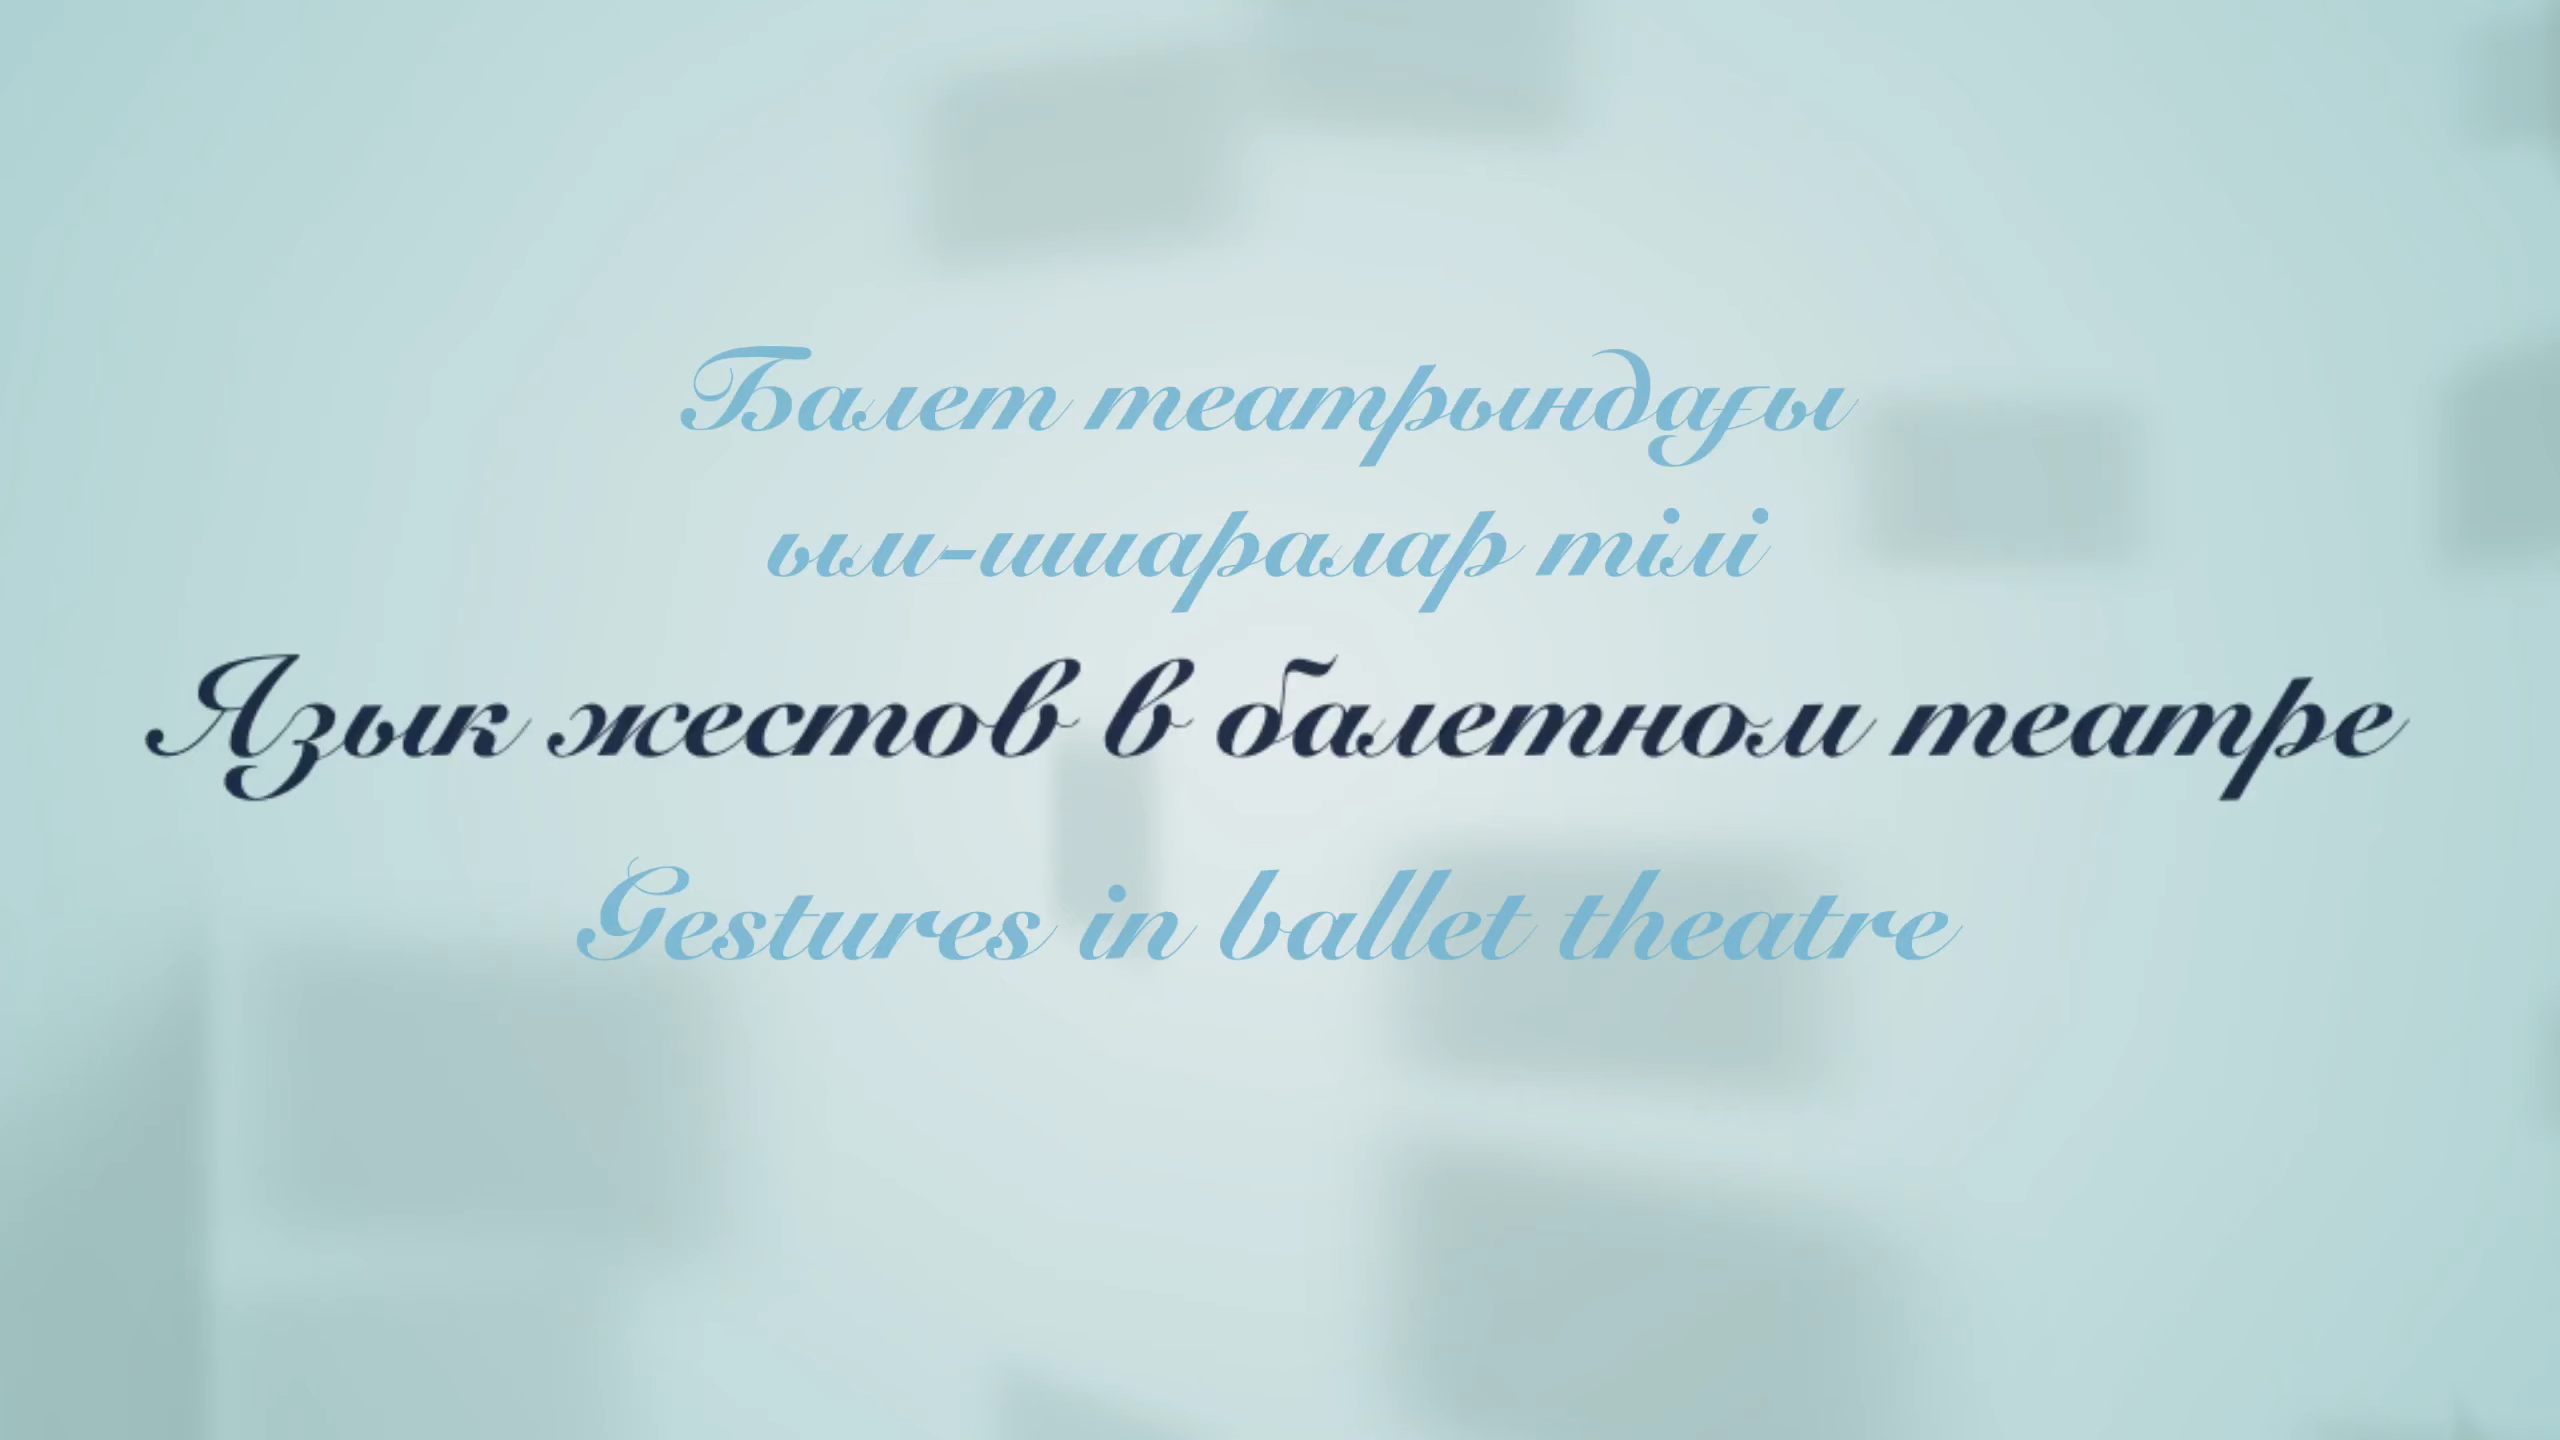 Балет театрындағы
ым-ишаралар тілі
Язык жестов в балетном театре
Gestures in ballet theatre